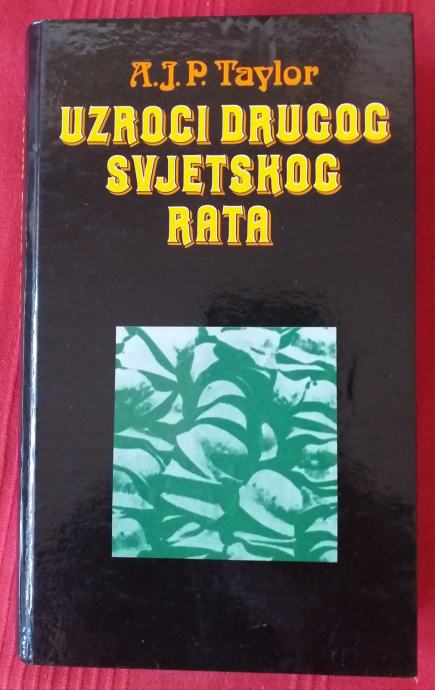 A.J.P. Taylor
UZROCI DRUGOG
SVJETSKOG
RATA